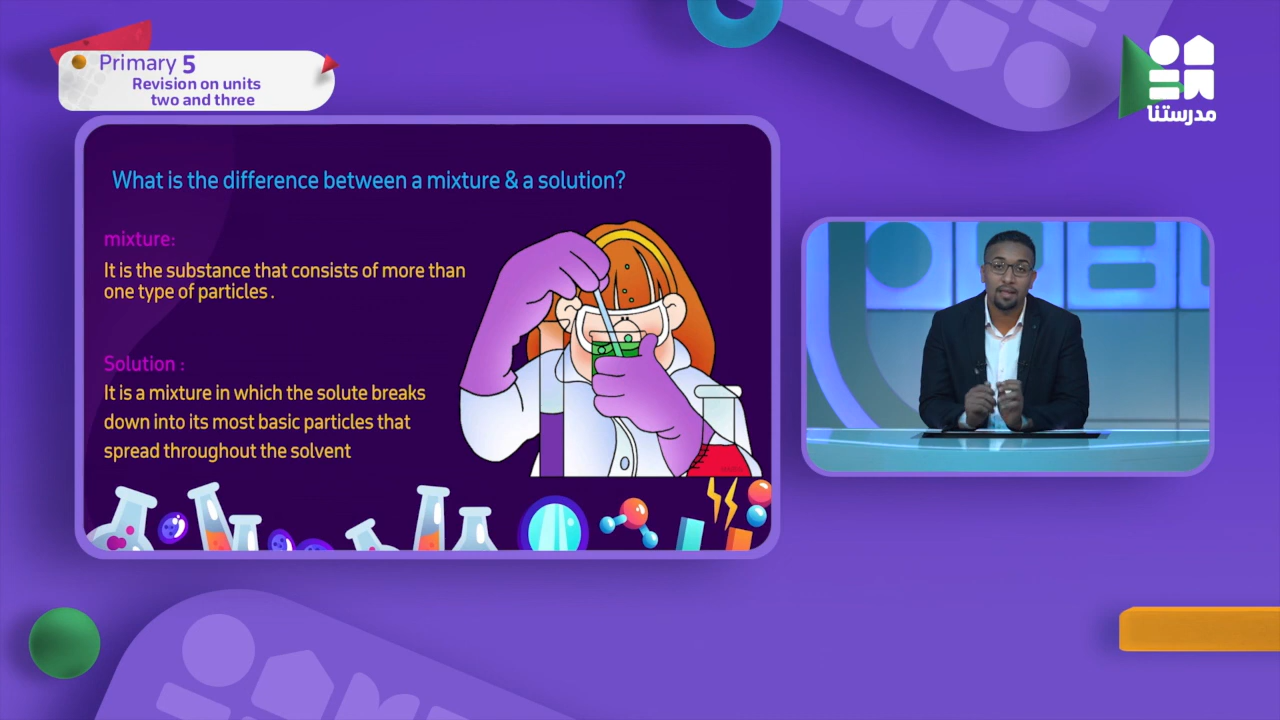 Primary 5
Revision on units
two and three
مدرستنا
What is the difference between a mixture & a solution?
mixture:
It is the substance that consists of more than
one type of particles .
Solution :
It is a mixture in which the solute breaks
down into its most basic particles that
spread throughout the solvent